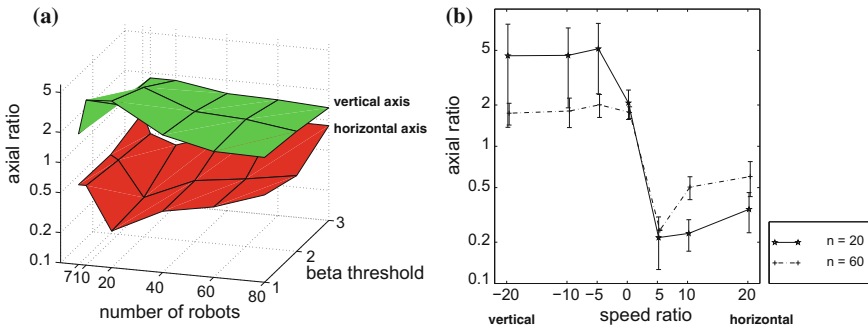 (a)
axial ratio
5
2
1
0.5
0.2
0.1
vertical axis
horizontal axis
7 10 20 40 60 80
number of robots
1 2 3
beta threshold
(b)
axial ratio
5
2
1
0.5
0.2
0.1
−20 −10 −5 0 5 10 20
vertical speed ratio horizontal
n = 20
n = 60